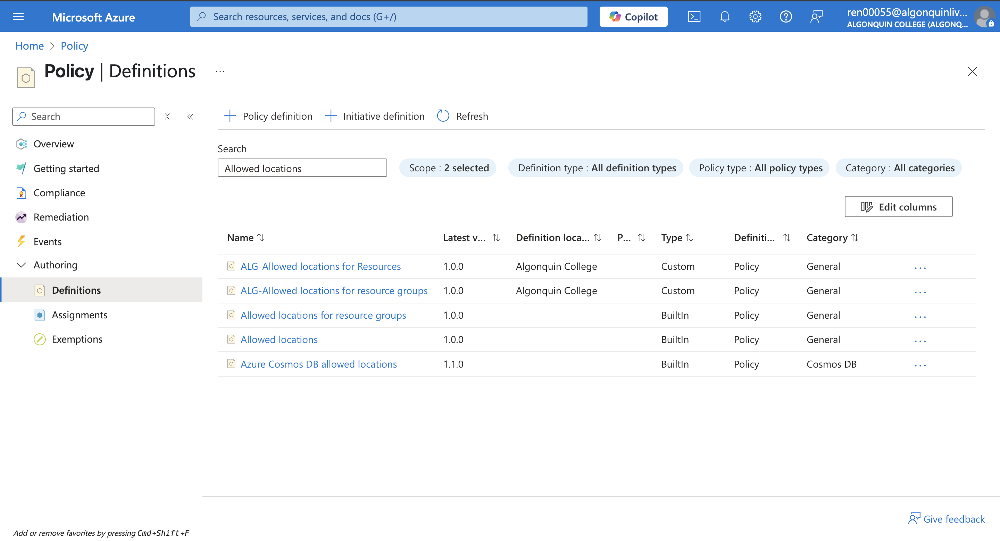 Microsoft Azure
Search resources, services, and docs (G+/)
Copilot
ren00055@algonquinliv...
ALGONQUIN COLLEGE (ALGONQ...
Home > Policy
Policy | Definitions ...
Search
Overview
Getting started
Compliance
Remediation
Events
Authoring
Definitions
Assignments
Exemptions
Add or remove favorites by pressing Cmd+Shift+F
Policy definition Initiative definition Refresh
Search
Allowed locations Scope : 2 selected Definition type : All definition types Policy type : All policy types Category : All categories
Edit columns
Name Latest v... Definition loca... P... Type Definiti... Category
ALG-Allowed locations for Resources 1.0.0 Algonquin College Custom Policy General ...
ALG-Allowed locations for resource groups 1.0.0 Algonquin College Custom Policy General ...
Allowed locations for resource groups 1.0.0 BuiltIn Policy General ...
Allowed locations 1.0.0 BuiltIn Policy General ...
Azure Cosmos DB allowed locations 1.1.0 BuiltIn Policy Cosmos DB ...
Give feedback